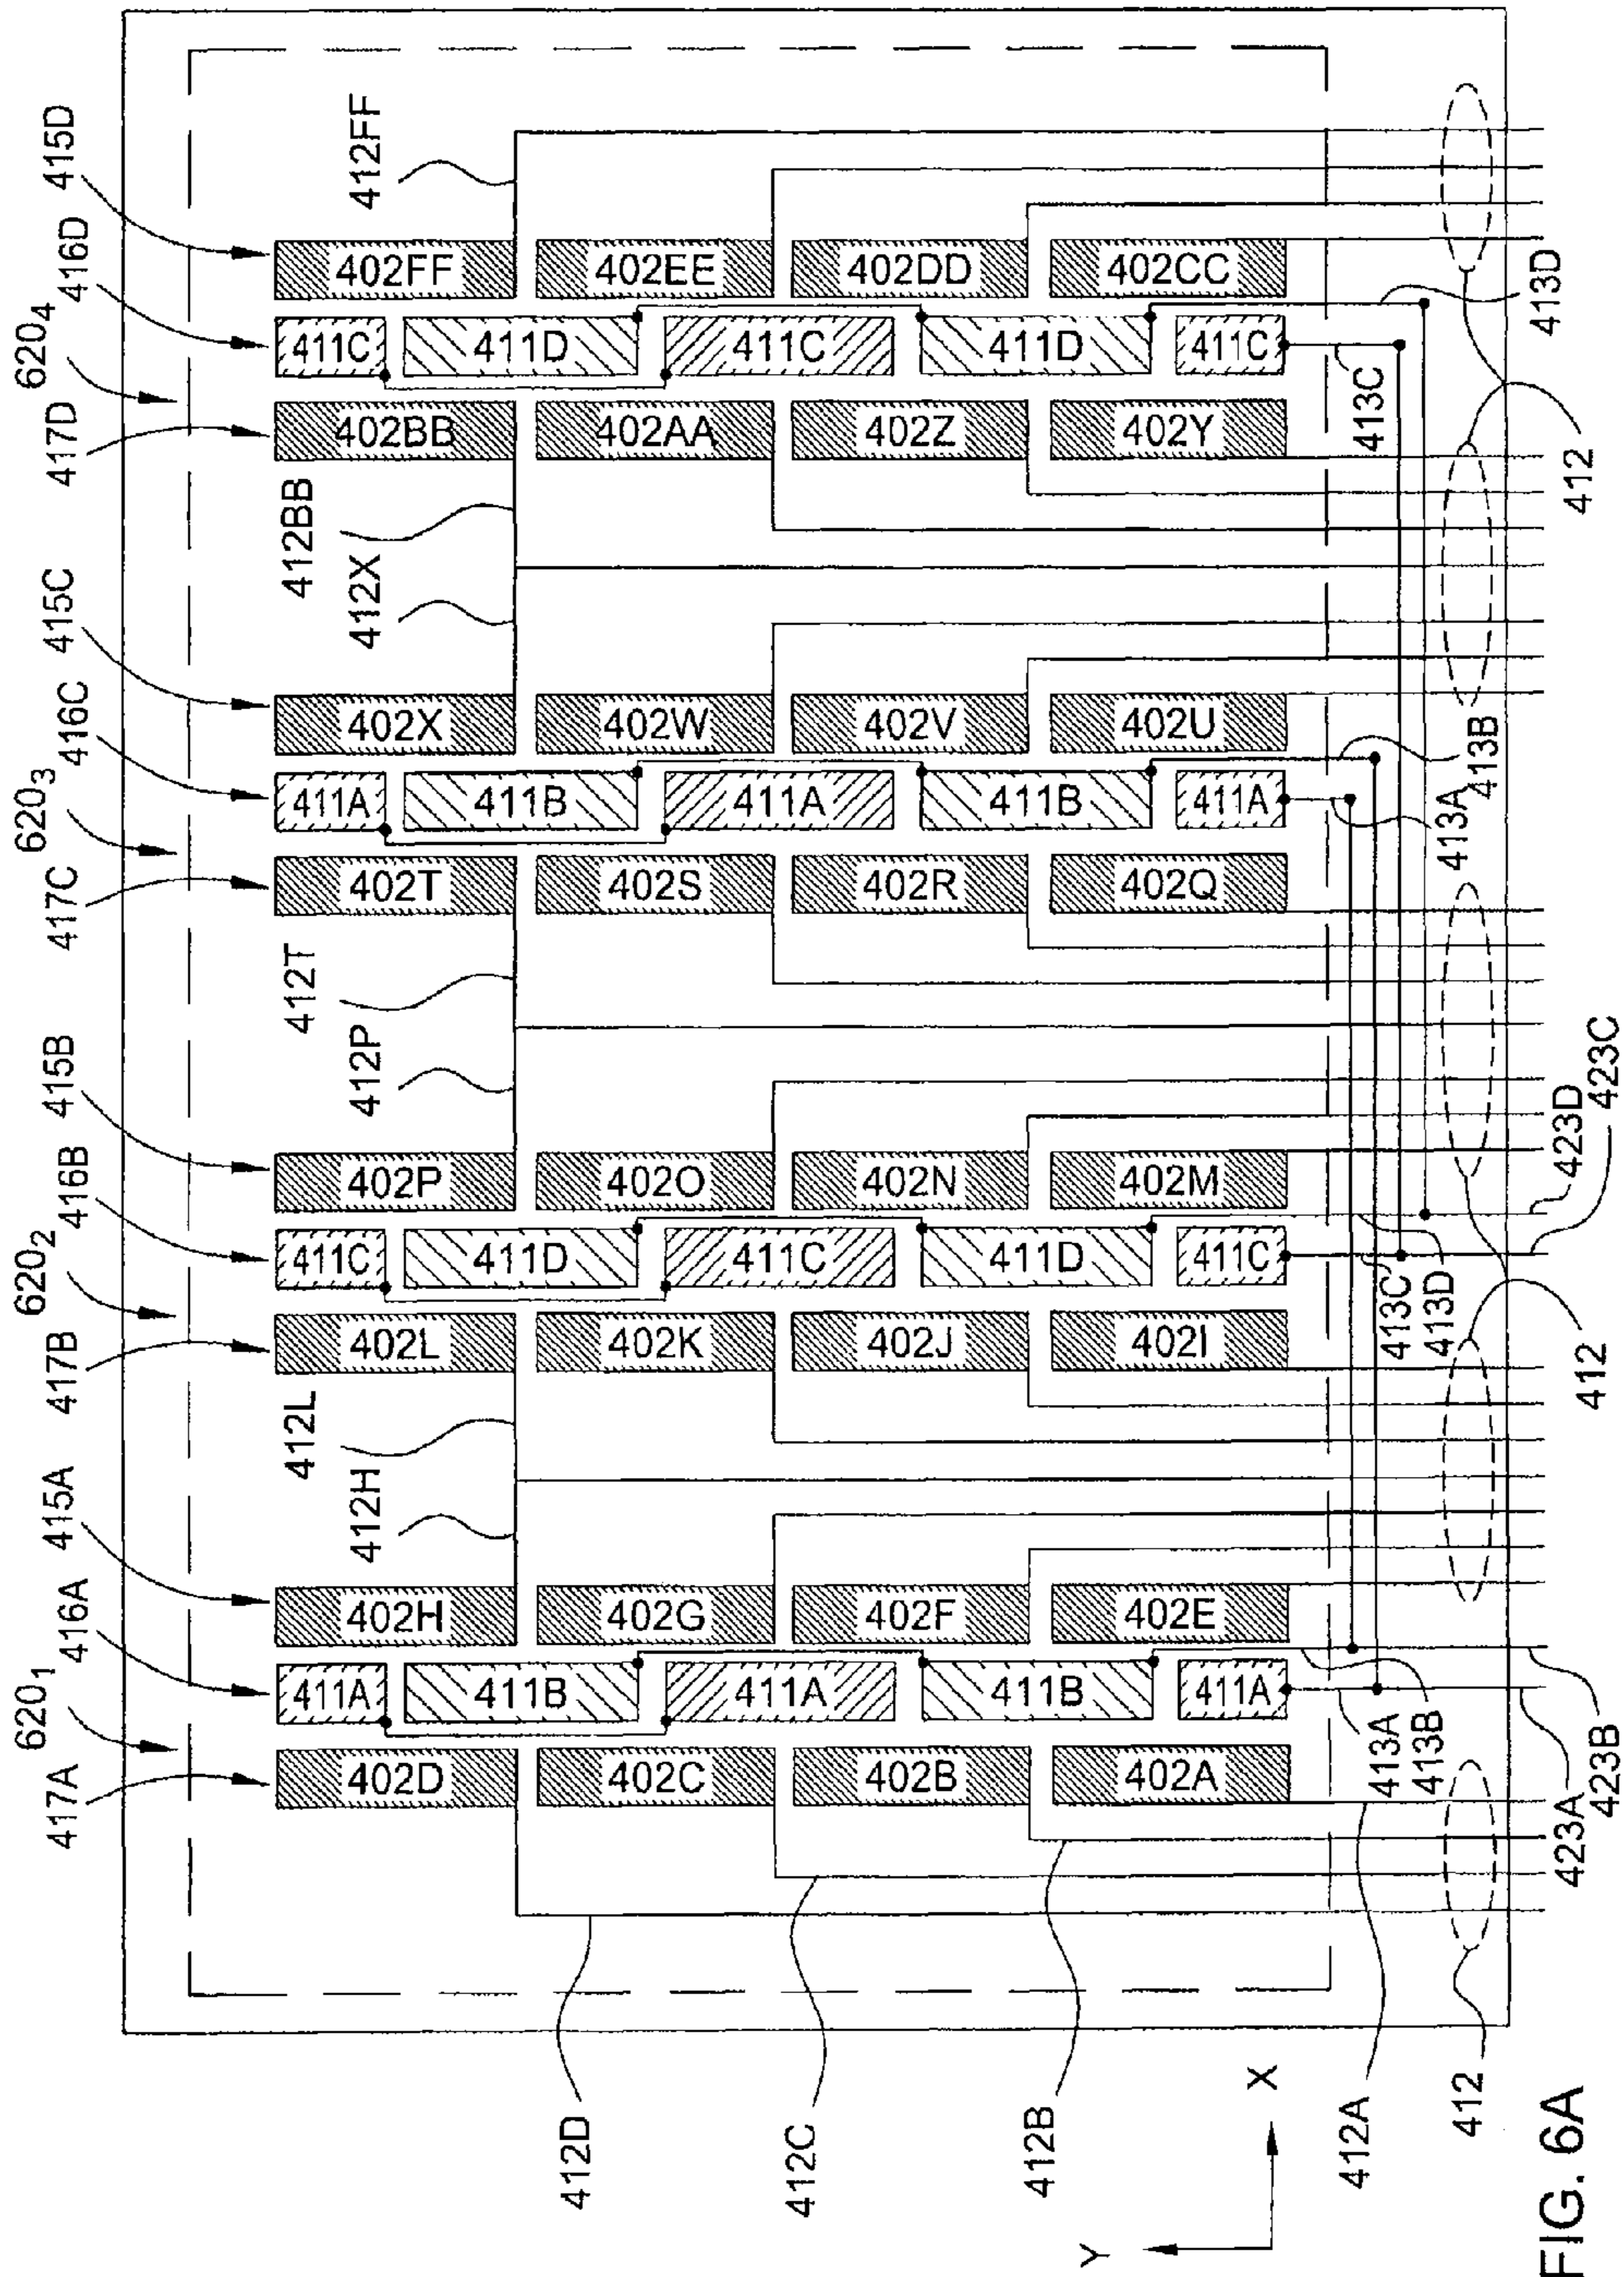 620₁ 620₂ 620₃ 620₄
417A 416A 415A 417B 416B 415B 417C 416C 415C 417D 416D 415D
412H 412L 412P 412T 412X 412BB 412FF
402D 411A 402H 402L 411C 402P 402T 411A 402X 402BB 411C 402FF
411B 411D 411B 411D
402C 411A 402G 402K 411C 402O 402S 411A 402W 402AA 411C 402EE
402B 411B 402F 402J 411D 402N 402R 411B 402V 402Z 411D 402DD
402A 411A 402E 402I 411C 402M 402Q 411A 402U 402Y 411C 402CC
412D
412C
412B
412A
413A 413B 413C 413D 413A 413B 413C 413D
412 412 412
423A 423B 423D 423C
Y X
FIG. 6A